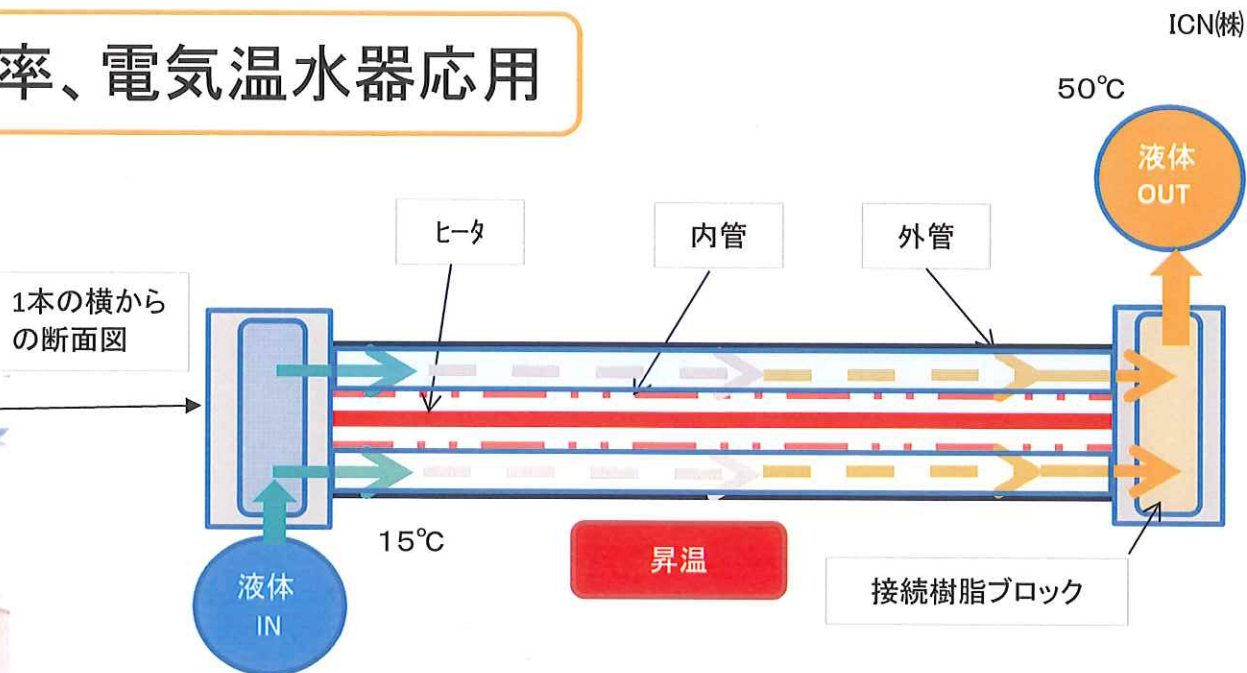 ICN㈱
率、電気温水器応用
50℃
液体
OUT
ヒータ
内管
外管
1本の横から
の断面図
15℃
昇温
液体
IN
接続樹脂ブロック